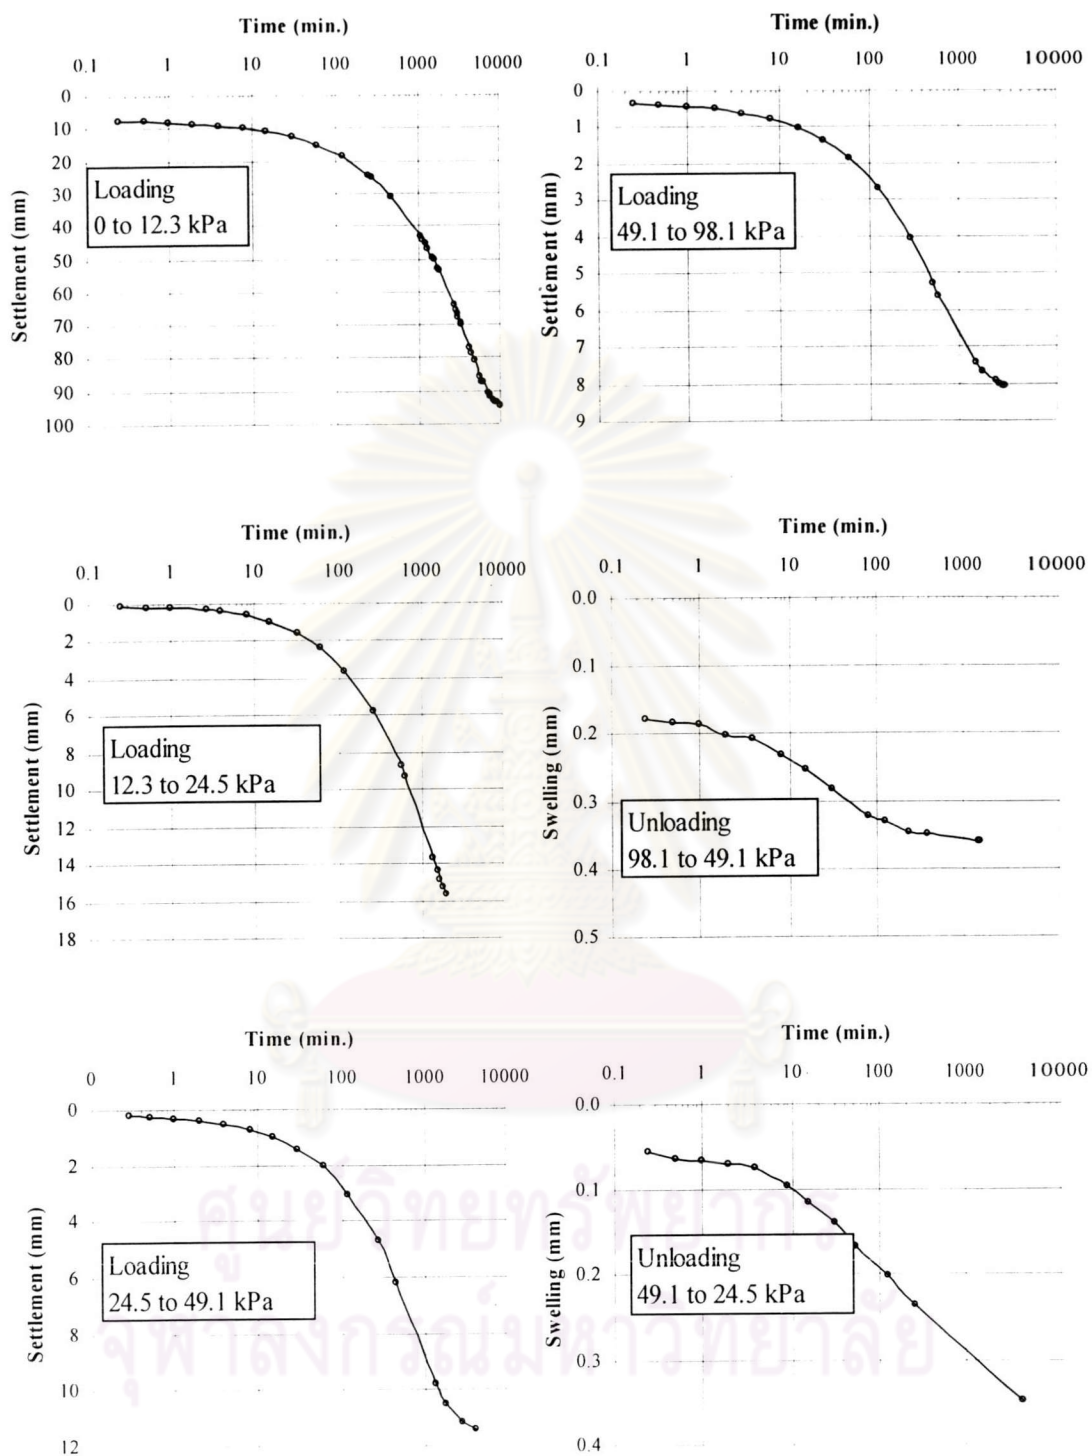 Time (min.)
0.1 1 10 100 1000 10000
0
10
20
30
40
50
60
70
80
90
100
Settlement (mm)
Loading
0 to 12.3 kPa
Time (min.)
0.1 1 10 100 1000 10000
0
1
2
3
4
5
6
7
8
9
Settlement (mm)
Loading
49.1 to 98.1 kPa
Time (min.)
0.1 1 10 100 1000 10000
0
2
4
6
8
10
12
14
16
18
Settlement (mm)
Loading
12.3 to 24.5 kPa
Time (min.)
0.1 1 10 100 1000 10000
0.0
0.1
0.2
0.3
0.4
0.5
Swelling (mm)
Unloading
98.1 to 49.1 kPa
Time (min.)
0 1 10 100 1000 10000
0
2
4
6
8
10
12
Settlement (mm)
Loading
24.5 to 49.1 kPa
Time (min.)
0.1 1 10 100 1000 10000
0.0
0.1
0.2
0.3
0.4
Swelling (mm)
Unloading
49.1 to 24.5 kPa
ศูนย์วิทยทรัพยากร
จุฬาลงกรณ์มหาวิทยาลัย